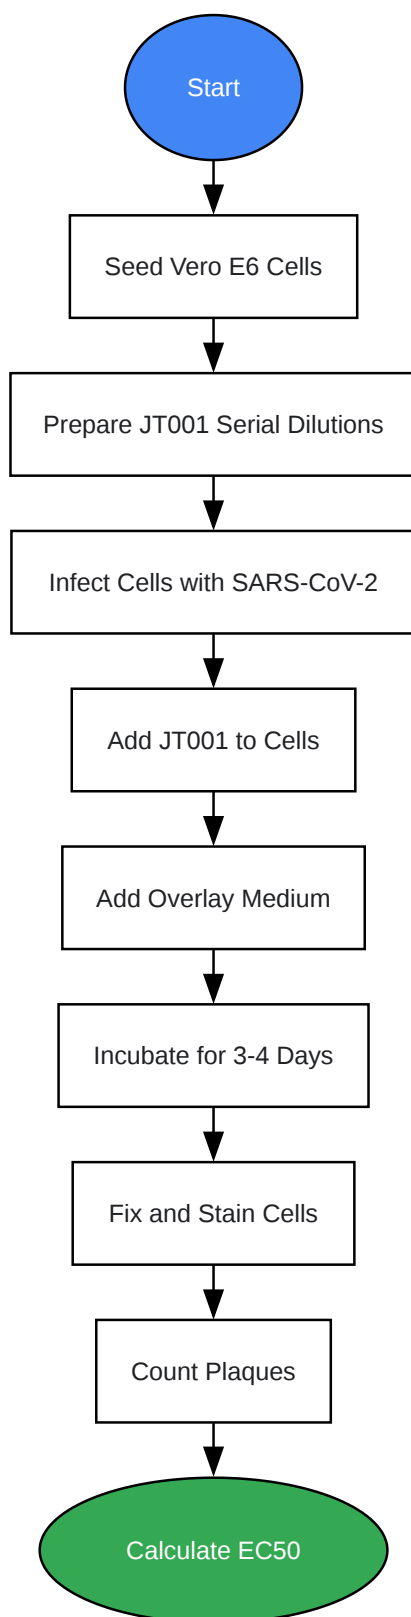 Start
Seed Vero E6 Cells
Prepare JT001 Serial Dilutions
Infect Cells with SARS-CoV-2
Add JT001 to Cells
Add Overlay Medium
Incubate for 3-4 Days
Fix and Stain Cells
Count Plaques
Calculate EC50